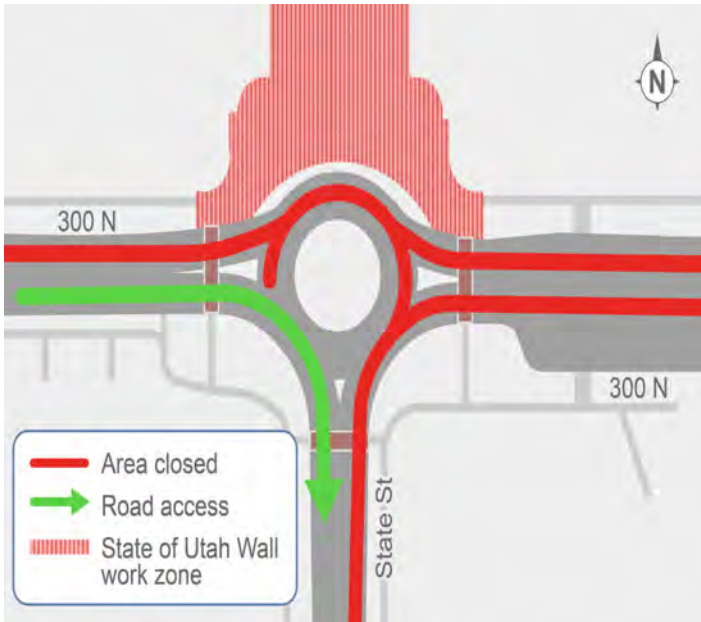 N
300 N
300 N
State St
Area closed
Road access
State of Utah Wall
work zone